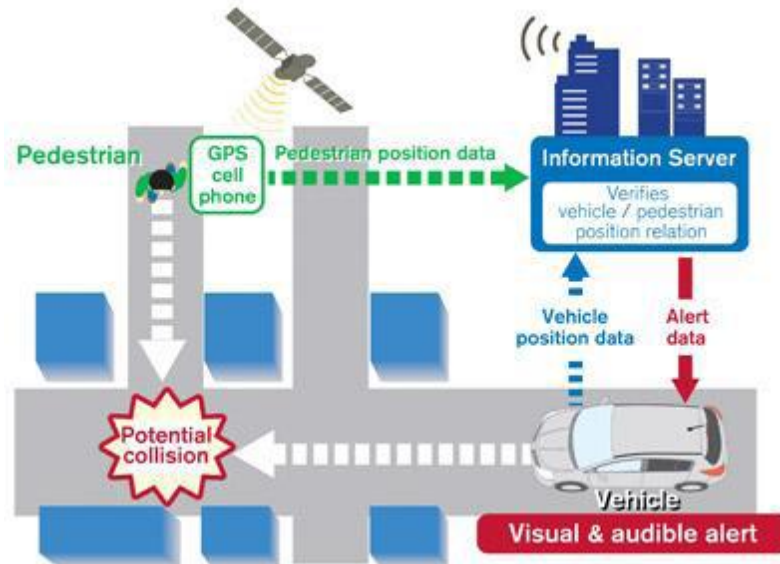 Pedestrian
GPS
cell
phone
Pedestrian position data
Information Server
Verifies
vehicle / pedestrian
position relation
Vehicle
position data
Alert
data
Potential
collision
Vehicle
Visual & audible alert